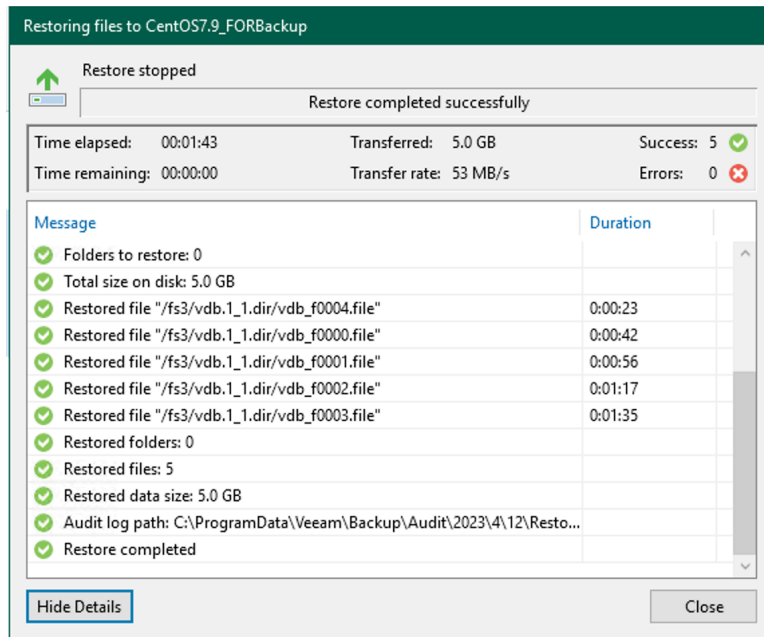 Restoring files to CentOS7.9_FORBackup
Restore stopped
Restore completed successfully
Time elapsed: 00:01:43 Transferred: 5.0 GB Success: 5
Time remaining: 00:00:00 Transfer rate: 53 MB/s Errors: 0
Message Duration
Folders to restore: 0
Total size on disk: 5.0 GB
Restored file "/fs3/vdb.1_1.dir/vdb_f0004.file" 0:00:23
Restored file "/fs3/vdb.1_1.dir/vdb_f0000.file" 0:00:42
Restored file "/fs3/vdb.1_1.dir/vdb_f0001.file" 0:00:56
Restored file "/fs3/vdb.1_1.dir/vdb_f0002.file" 0:01:17
Restored file "/fs3/vdb.1_1.dir/vdb_f0003.file" 0:01:35
Restored folders: 0
Restored files: 5
Restored data size: 5.0 GB
Audit log path: C:\ProgramData\Veeam\Backup\Audit\2023\4\12\Resto...
Restore completed
Hide Details Close